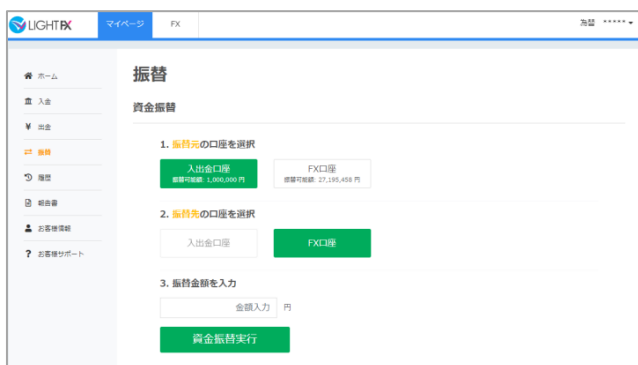 LIGHTFX
マイページ
FX
為替 *****
ホーム
入金
出金
振替
履歴
報告書
お客様情報
お客様サポート
振替
資金振替
1. 振替元の口座を選択
入出金口座
振替可能額: 1,000,000 円
FX口座
振替可能額: 27,195,458 円
2. 振替先の口座を選択
入出金口座
FX口座
3. 振替金額を入力
金額入力 円
資金振替実行